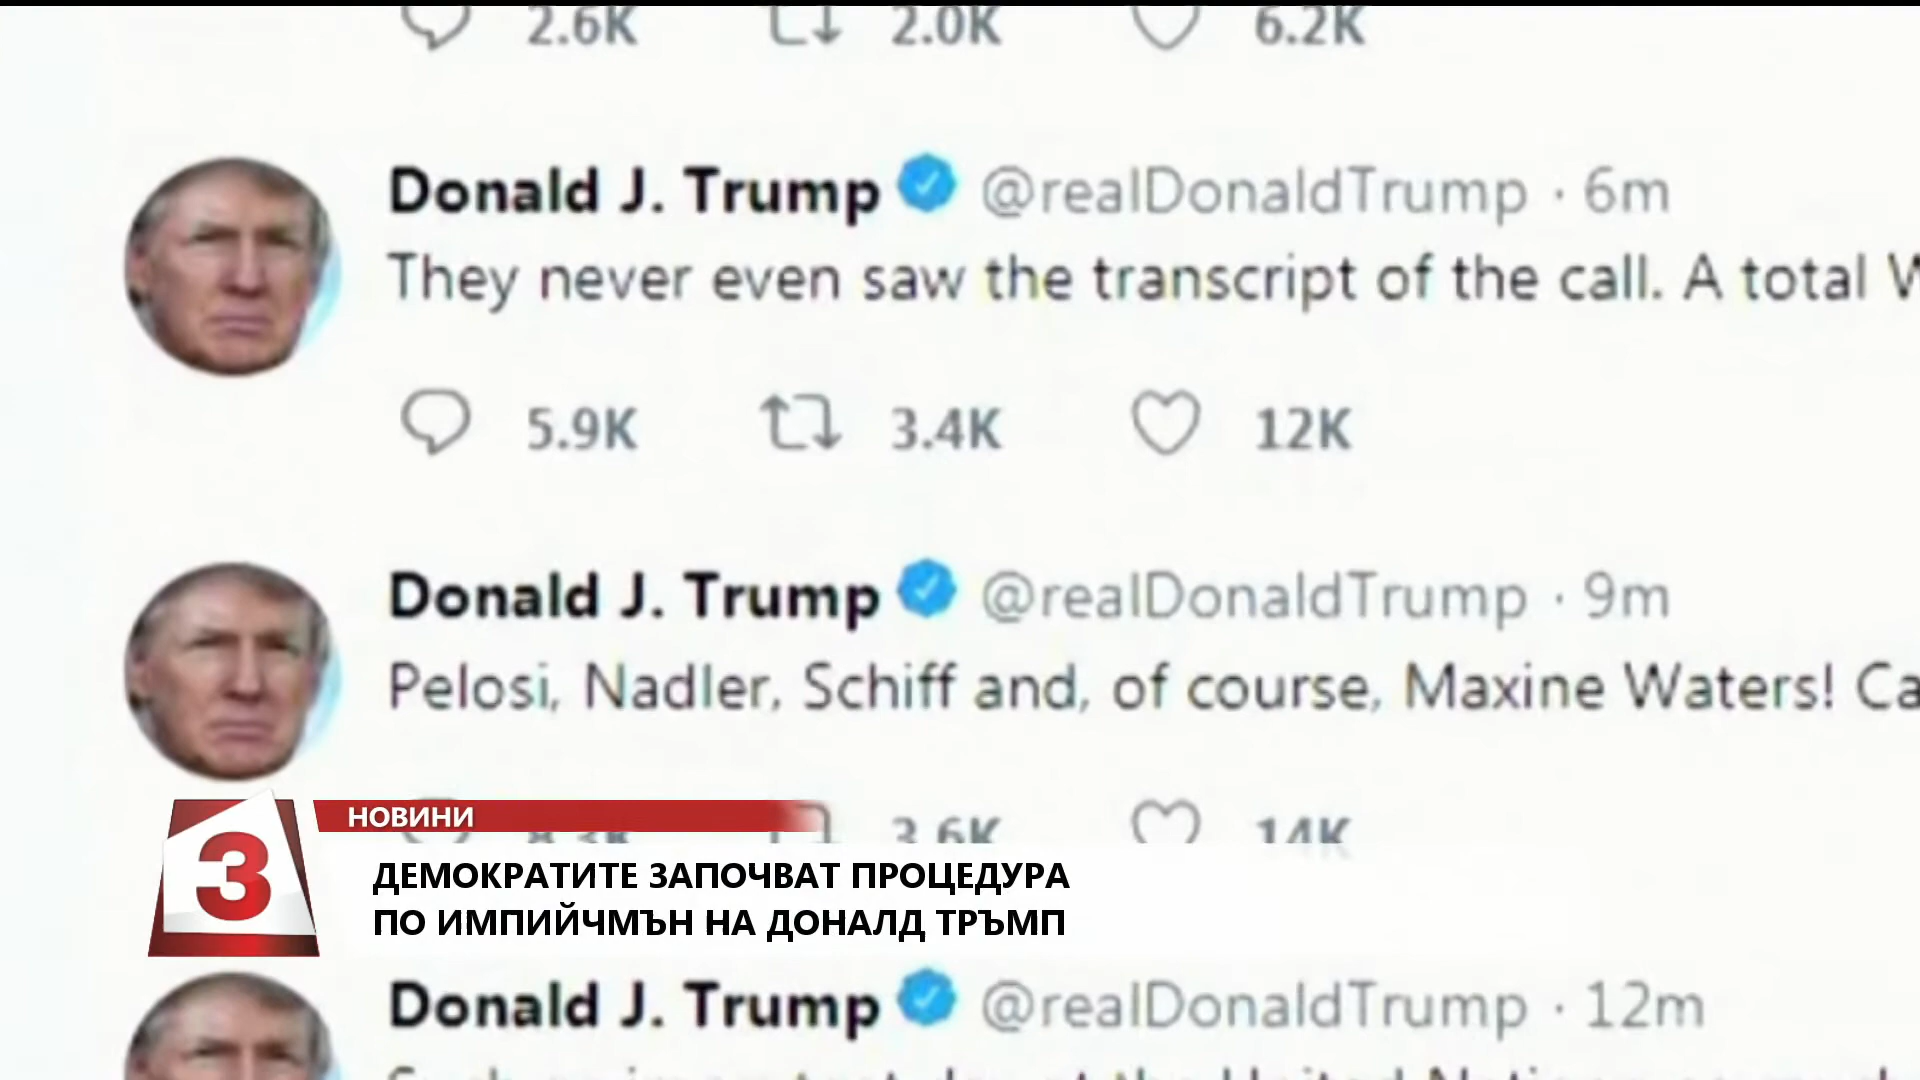 2.6K 2.0K 6.2K
Donald J. Trump @realDonaldTrump · 6m
They never even saw the transcript of the call. A total
5.9K 3.4K 12K
Donald J. Trump @realDonaldTrump · 9m
Pelosi, Nadler, Schiff and, of course, Maxine Waters! Ca
8.3K 3.6K 14K
3 НОВИНИ
ДЕМОКРАТИТЕ ЗАПОЧВАТ ПРОЦЕДУРА
ПО ИМПИЙЧМЪН НА ДОНАЛД ТРЪМП
Donald J. Trump @realDonaldTrump · 12m